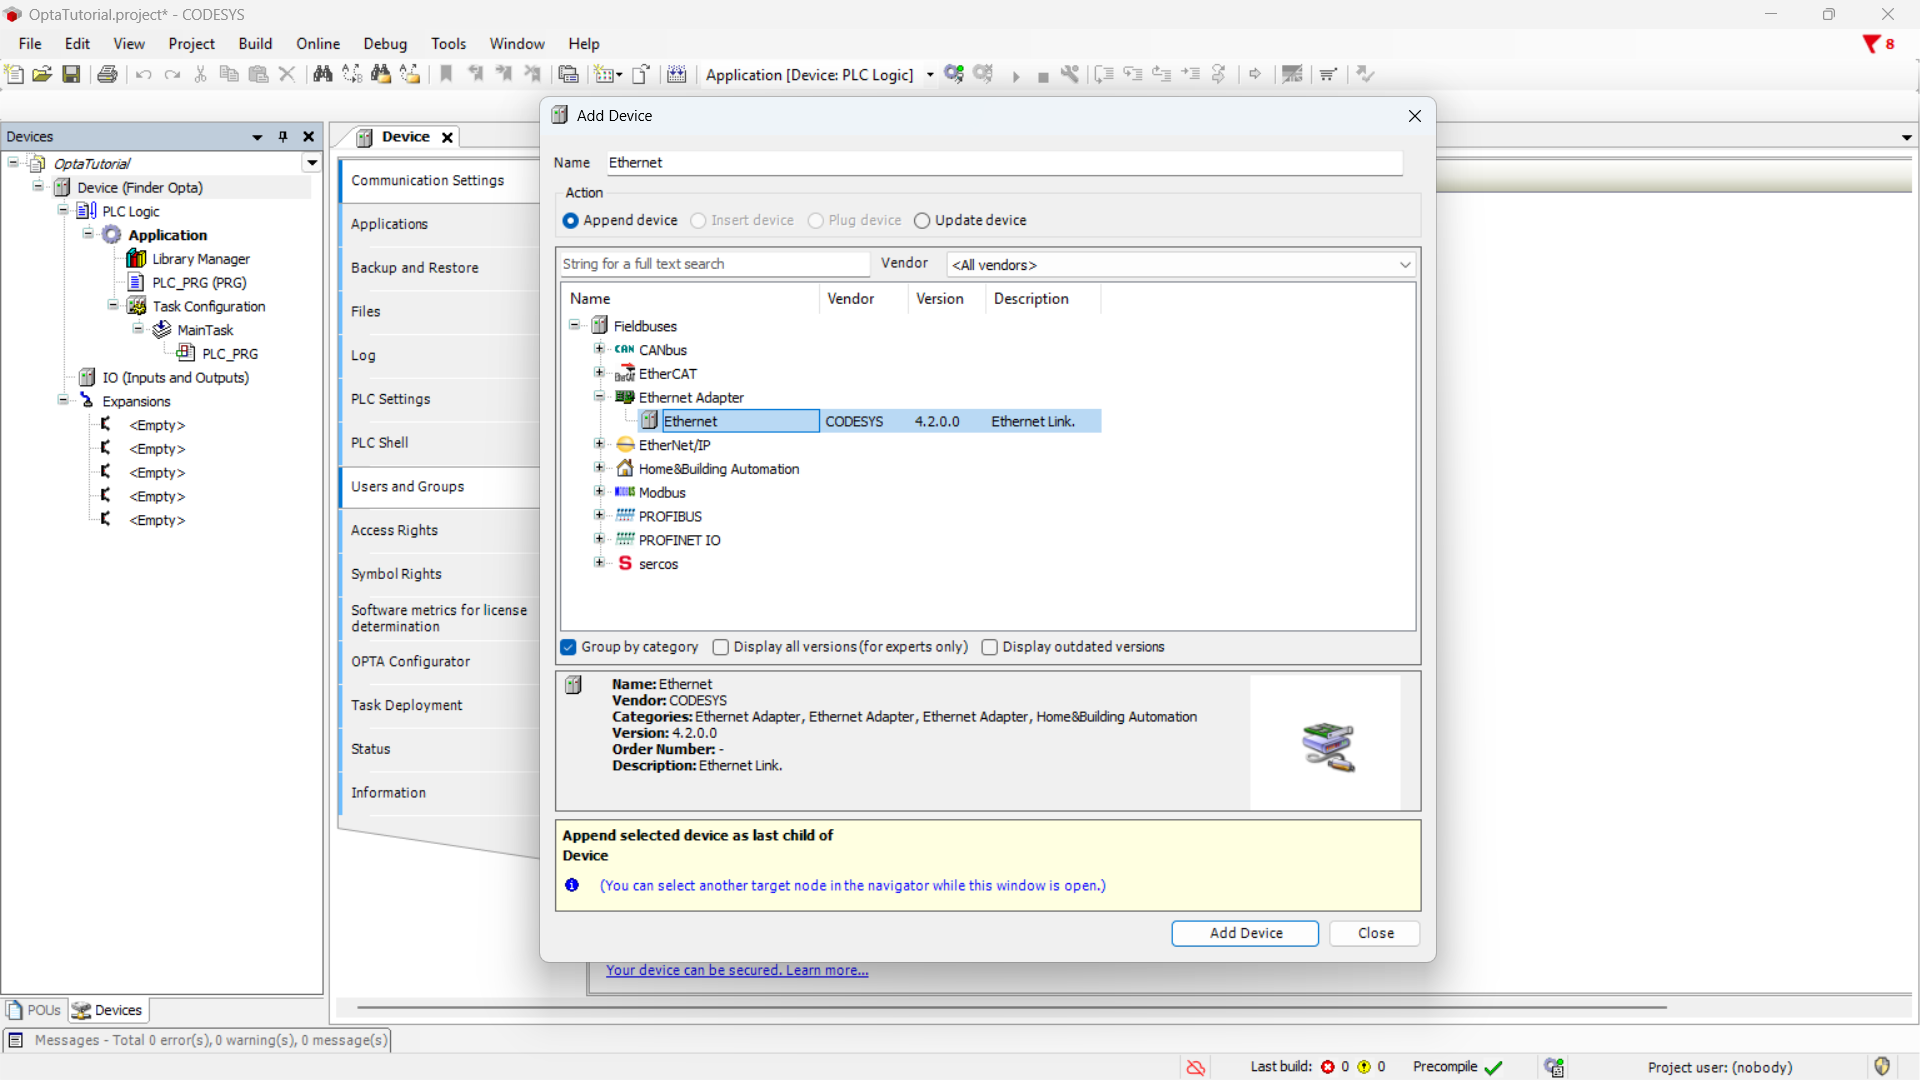 OptaTutorial.project* - CODESYS
File Edit View Project Build Online Debug Tools Window Help
8
Application [Device: PLC Logic]
Devices
OptaTutorial
Device (Finder Opta)
PLC Logic
Application
Library Manager
PLC_PRG (PRG)
Task Configuration
MainTask
PLC_PRG
IO (Inputs and Outputs)
Expansions
<Empty>
<Empty>
<Empty>
<Empty>
<Empty>
POUs Devices
Device
Communication Settings
Applications
Backup and Restore
Files
Log
PLC Settings
PLC Shell
Users and Groups
Access Rights
Symbol Rights
Software metrics for license
determination
OPTA Configurator
Task Deployment
Status
Information
Add Device
Name Ethernet
Action
Append device Insert device Plug device Update device
String for a full text search Vendor <All vendors>
Name Vendor Version Description
Fieldbuses
CAN CANbus
EtherCAT
Ethernet Adapter
Ethernet CODESYS 4.2.0.0 Ethernet Link.
EtherNet/IP
Home&Building Automation
Modbus
PROFIBUS
PROFINET IO
S sercos
Group by category Display all versions (for experts only) Display outdated versions
Name: Ethernet
Vendor: CODESYS
Categories: Ethernet Adapter, Ethernet Adapter, Ethernet Adapter, Home&Building Automation
Version: 4.2.0.0
Order Number: -
Description: Ethernet Link.
Append selected device as last child of
Device
(You can select another target node in the navigator while this window is open.)
Add Device Close
Your device can be secured. Learn more...
Messages - Total 0 error(s), 0 warning(s), 0 message(s)
Last build: 0 0 Precompile Project user: (nobody)